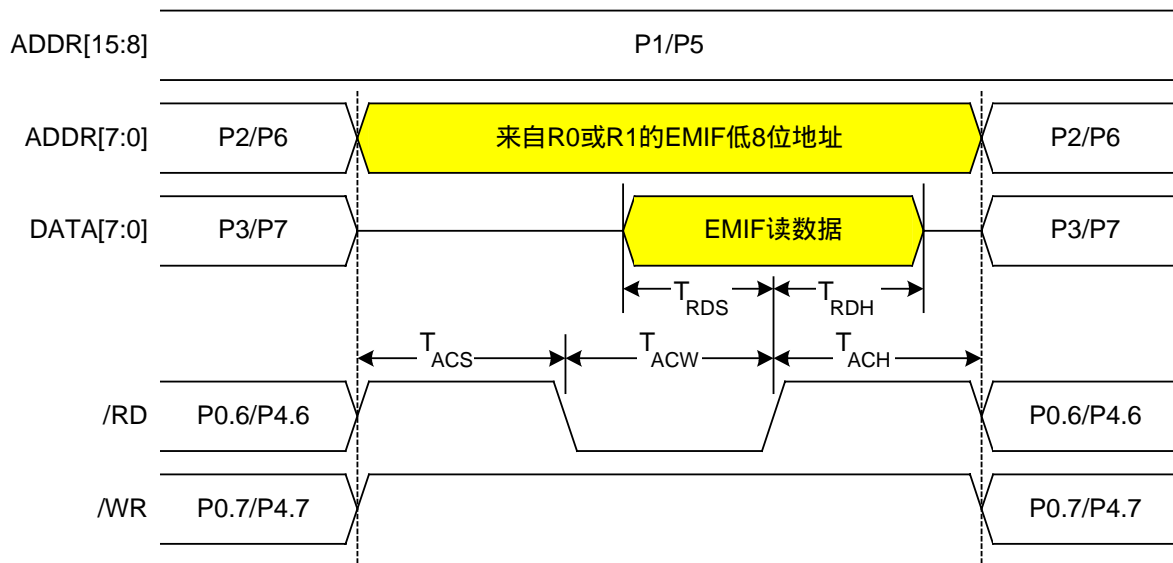 ADDR[15:8] P1/P5
ADDR[7:0] P2/P6 来自R0或R1的EMIF低8位地址 P2/P6
DATA[7:0] P3/P7 EMIF读数据 P3/P7
TRDS TRDH
TACS TACW TACH
/RD P0.6/P4.6 P0.6/P4.6
/WR P0.7/P4.7 P0.7/P4.7